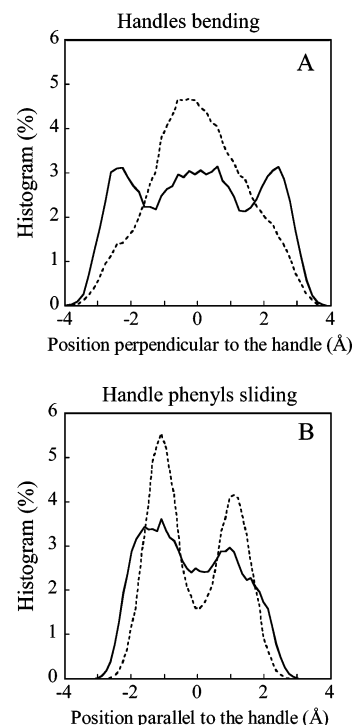 Handles bending
A
6
5
4
3
2
1
0
Histogram (%)
-4 -2 0 2 4
Position perpendicular to the handle (Å)
Handle phenyls sliding
B
6
5
4
3
2
1
0
Histogram (%)
-4 -2 0 2 4
Position parallel to the handle (Å)